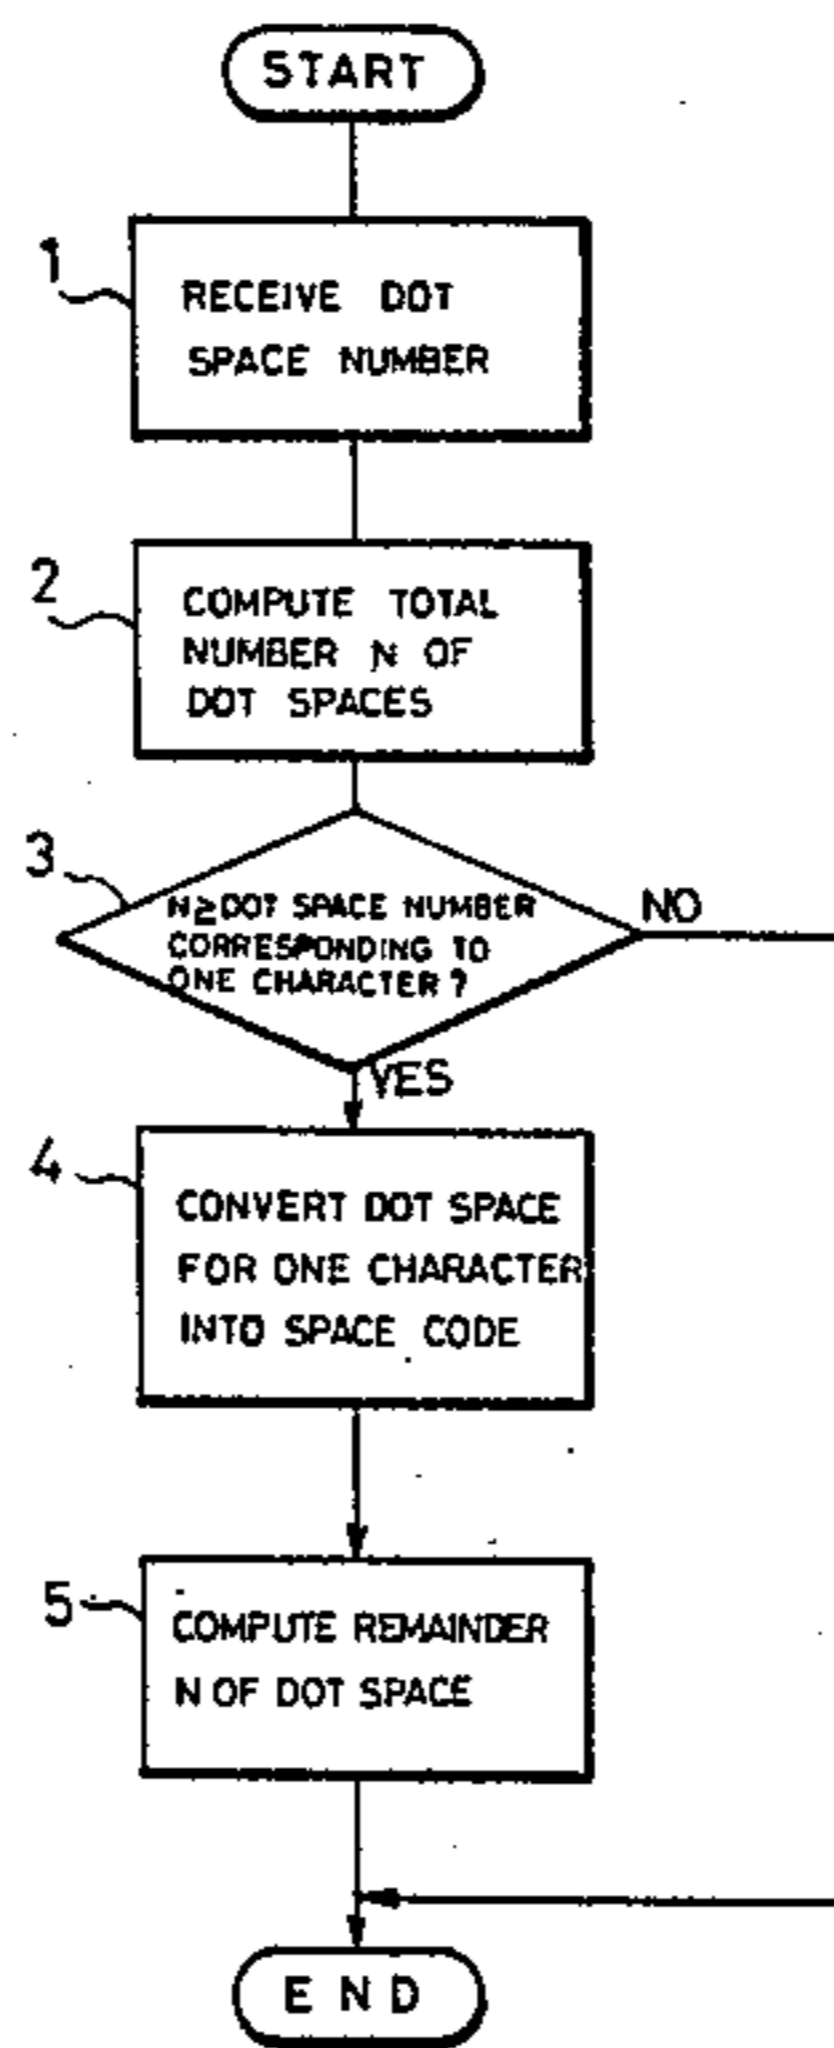 START
1
RECEIVE DOT
SPACE NUMBER
2
COMPUTE TOTAL
NUMBER N OF
DOT SPACES
3
N≥DOT SPACE NUMBER
CORRESPONDING TO
ONE CHARACTER?
NO
YES
4
CONVERT DOT SPACE
FOR ONE CHARACTER
INTO SPACE CODE
5
COMPUTE REMAINDER
N OF DOT SPACE
END